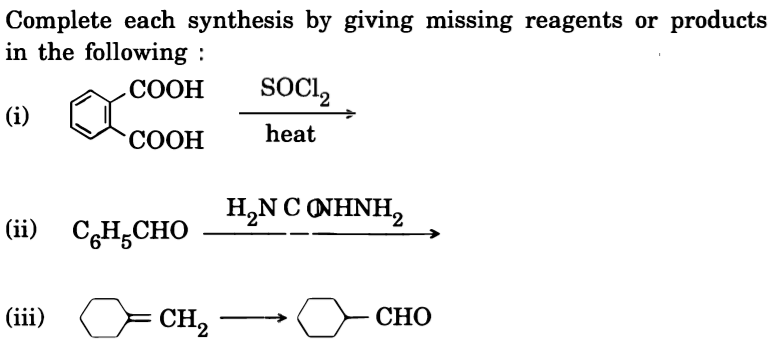 Complete each synthesis by giving missing reagents or products
in the following :
(i) COOH COOH SOCl₂ heat
(ii) C₆H₅CHO H₂N C ONHNH₂
(iii) = CH₂ CHO